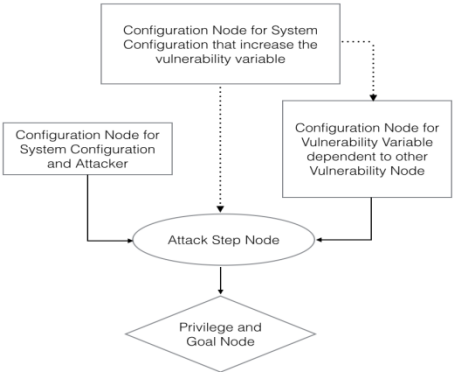 Configuration Node for System
Configuration that increase the
vulnerability variable
Configuration Node for
System Configuration
and Attacker
Configuration Node for
Vulnerability Variable
dependent to other
Vulnerability Node
Attack Step Node
Privilege and
Goal Node